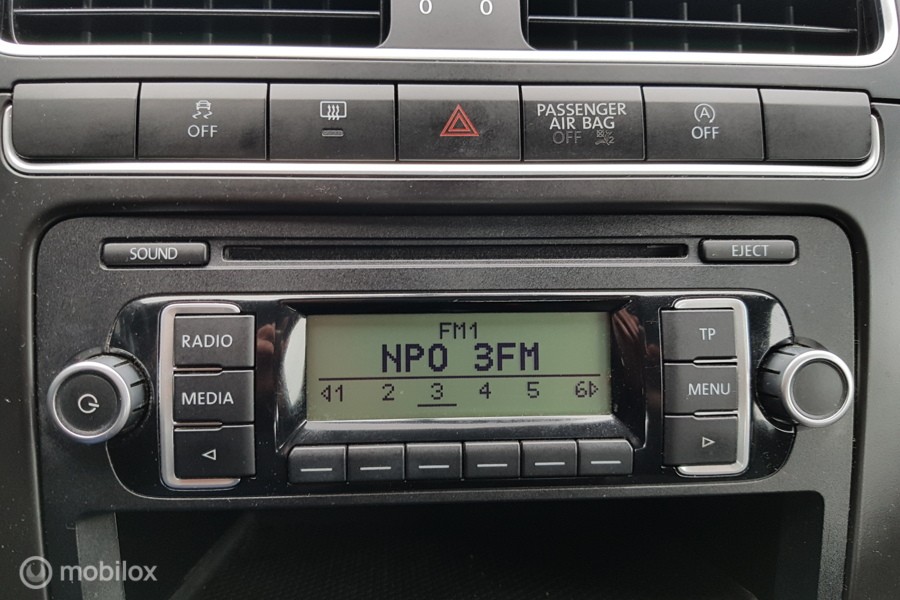 0 0
OFF
PASSENGER
AIR BAG
OFF
A
OFF
SOUND
EJECT
RADIO
MEDIA
FM1
NPO 3FM
1 2 3 4 5 6
TP
MENU
mobilox